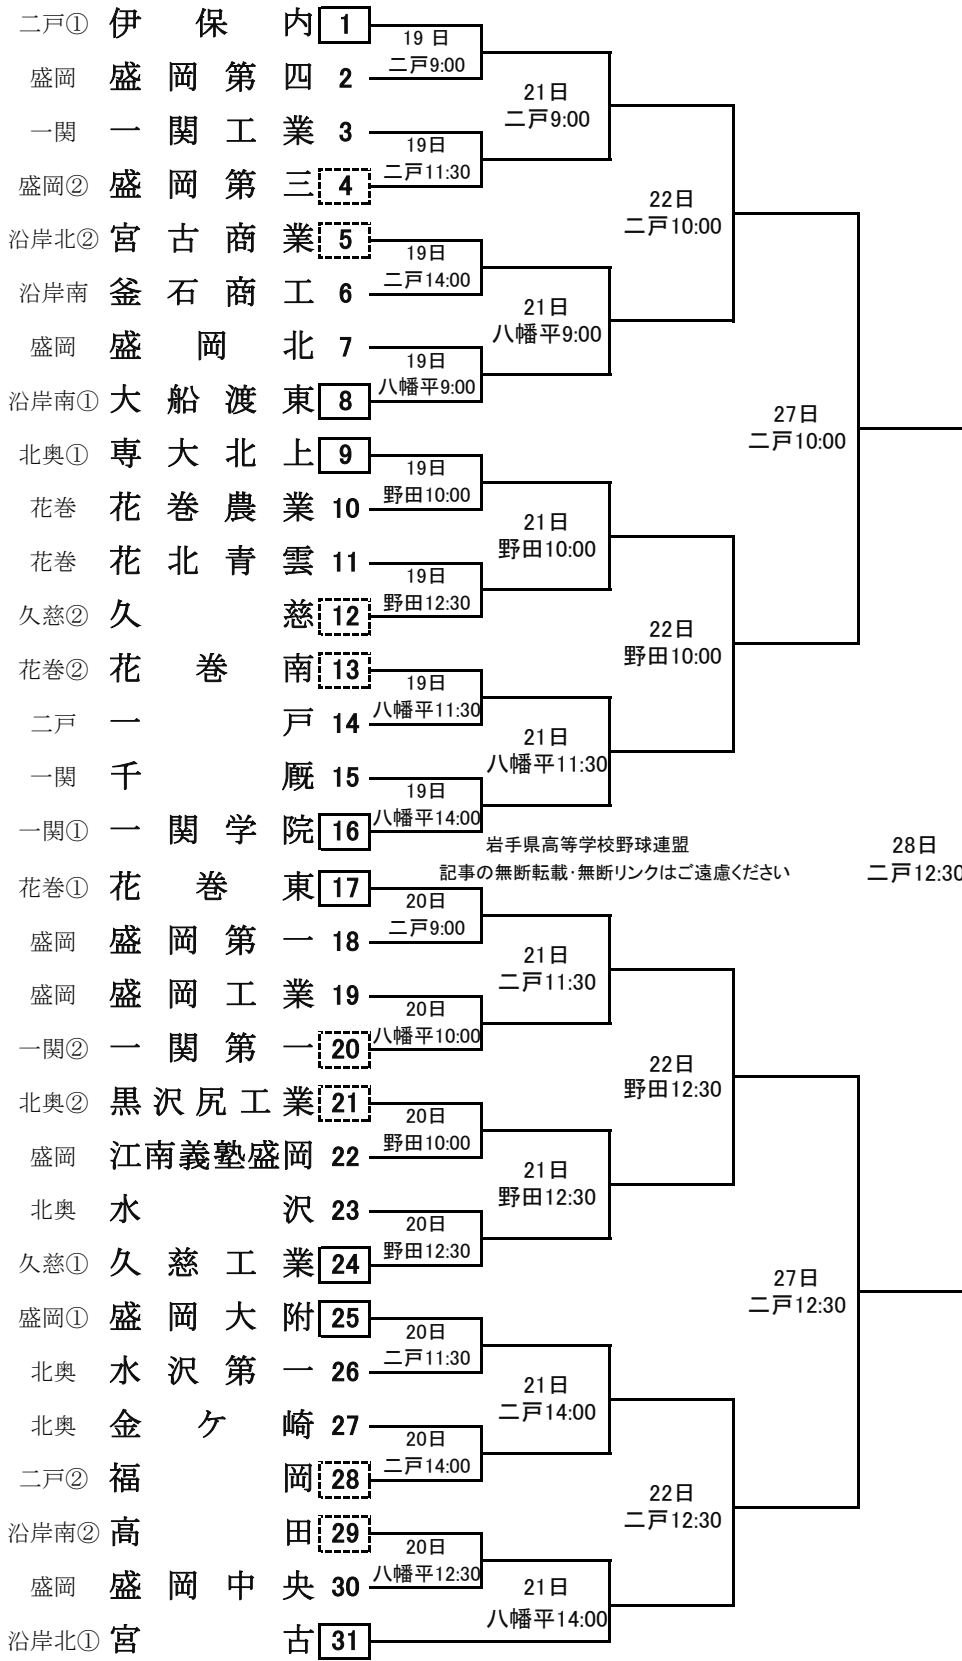 二戸① 伊保内 1
盛岡 盛岡第四 2
19 日
二戸9:00
一関 一関工業 3
盛岡② 盛岡第三 4
19日
二戸11:30
21日
二戸9:00
沿岸北② 宮古商業 5
沿岸南 釜石商工 6
19日
二戸14:00
盛岡 盛岡北 7
沿岸南① 大船渡東 8
19日
八幡平9:00
21日
八幡平9:00
22日
二戸10:00
北奥① 専大北上 9
花巻 花巻農業 10
19日
野田10:00
花巻 花北青雲 11
久慈② 久慈 12
19日
野田12:30
21日
野田10:00
花巻② 花巻南 13
二戸 一戸 14
19日
八幡平11:30
一関 千厩 15
一関① 一関学院 16
19日
八幡平14:00
21日
八幡平11:30
22日
野田10:00
27日
二戸10:00
岩手県高等学校野球連盟
記事の無断転載・無断リンクはご遠慮ください
28日
二戸12:30
花巻① 花巻東 17
盛岡 盛岡第一 18
20日
二戸9:00
盛岡 盛岡工業 19
一関② 一関第一 20
20日
八幡平10:00
21日
二戸11:30
北奥② 黒沢尻工業 21
盛岡 江南義塾盛岡 22
20日
野田10:00
北奥 水沢 23
久慈① 久慈工業 24
20日
野田12:30
21日
野田12:30
22日
野田12:30
盛岡① 盛岡大附 25
北奥 水沢第一 26
20日
二戸11:30
北奥 金ケ崎 27
二戸② 福岡 28
20日
二戸14:00
21日
二戸14:00
沿岸南② 高田 29
盛岡 盛岡中央 30
20日
八幡平12:30
沿岸北① 宮古 31
21日
八幡平14:00
22日
二戸12:30
27日
二戸12:30